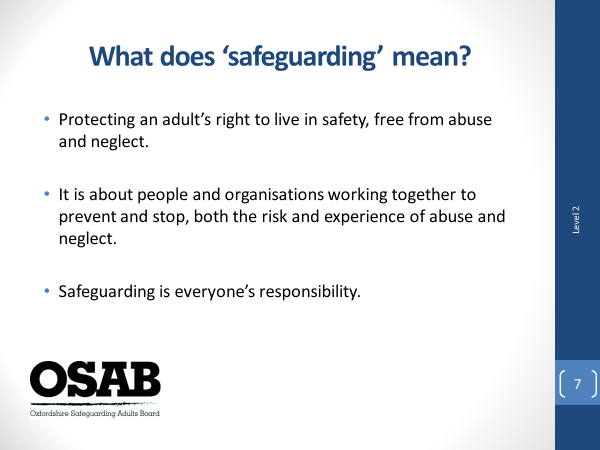 What does ‘safeguarding’ mean?
• Protecting an adult’s right to live in safety, free from abuse
and neglect.
• It is about people and organisations working together to
prevent and stop, both the risk and experience of abuse and
neglect.
• Safeguarding is everyone’s responsibility.
OSAB
Oxfordshire Safeguarding Adults Board
Level 2
7